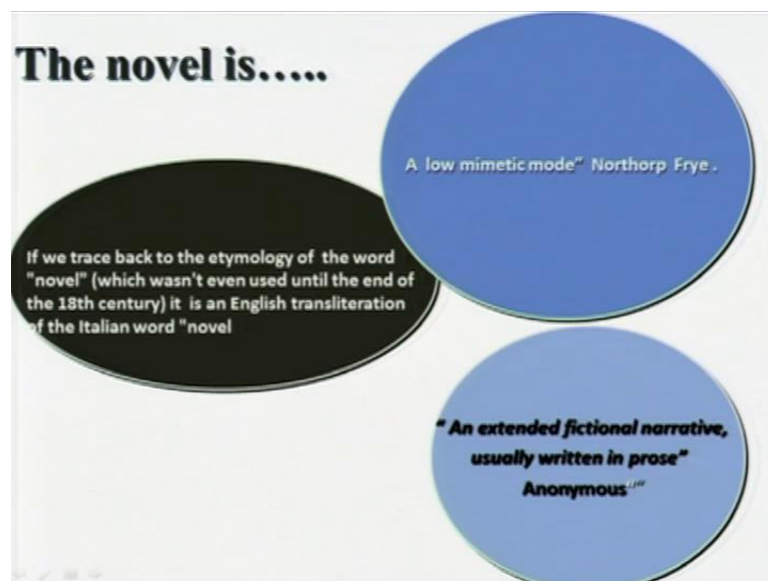 The novel is…..
A low mimetic mode" Northorp Frye .
If we trace back to the etymology of the word
"novel" (which wasn't even used until the end of
the 18th century) it is an English transliteration
of the Italian word "novel
" An extended fictional narrative,
usually written in prose"
Anonymous""